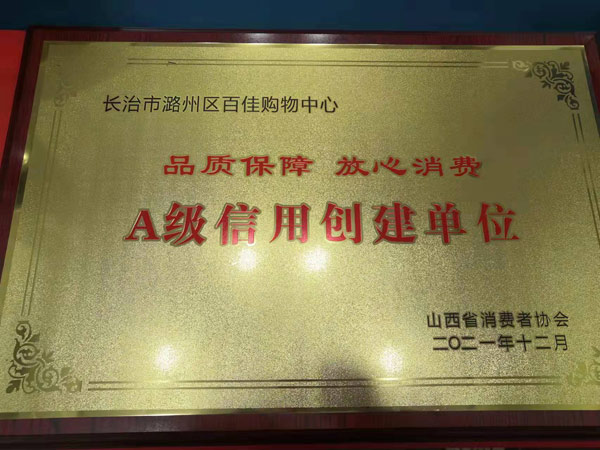 长治市潞州区百佳购物中心
品质保障 放心消费
A级信用创建单位
山西省消费者协会
二〇二一年十二月